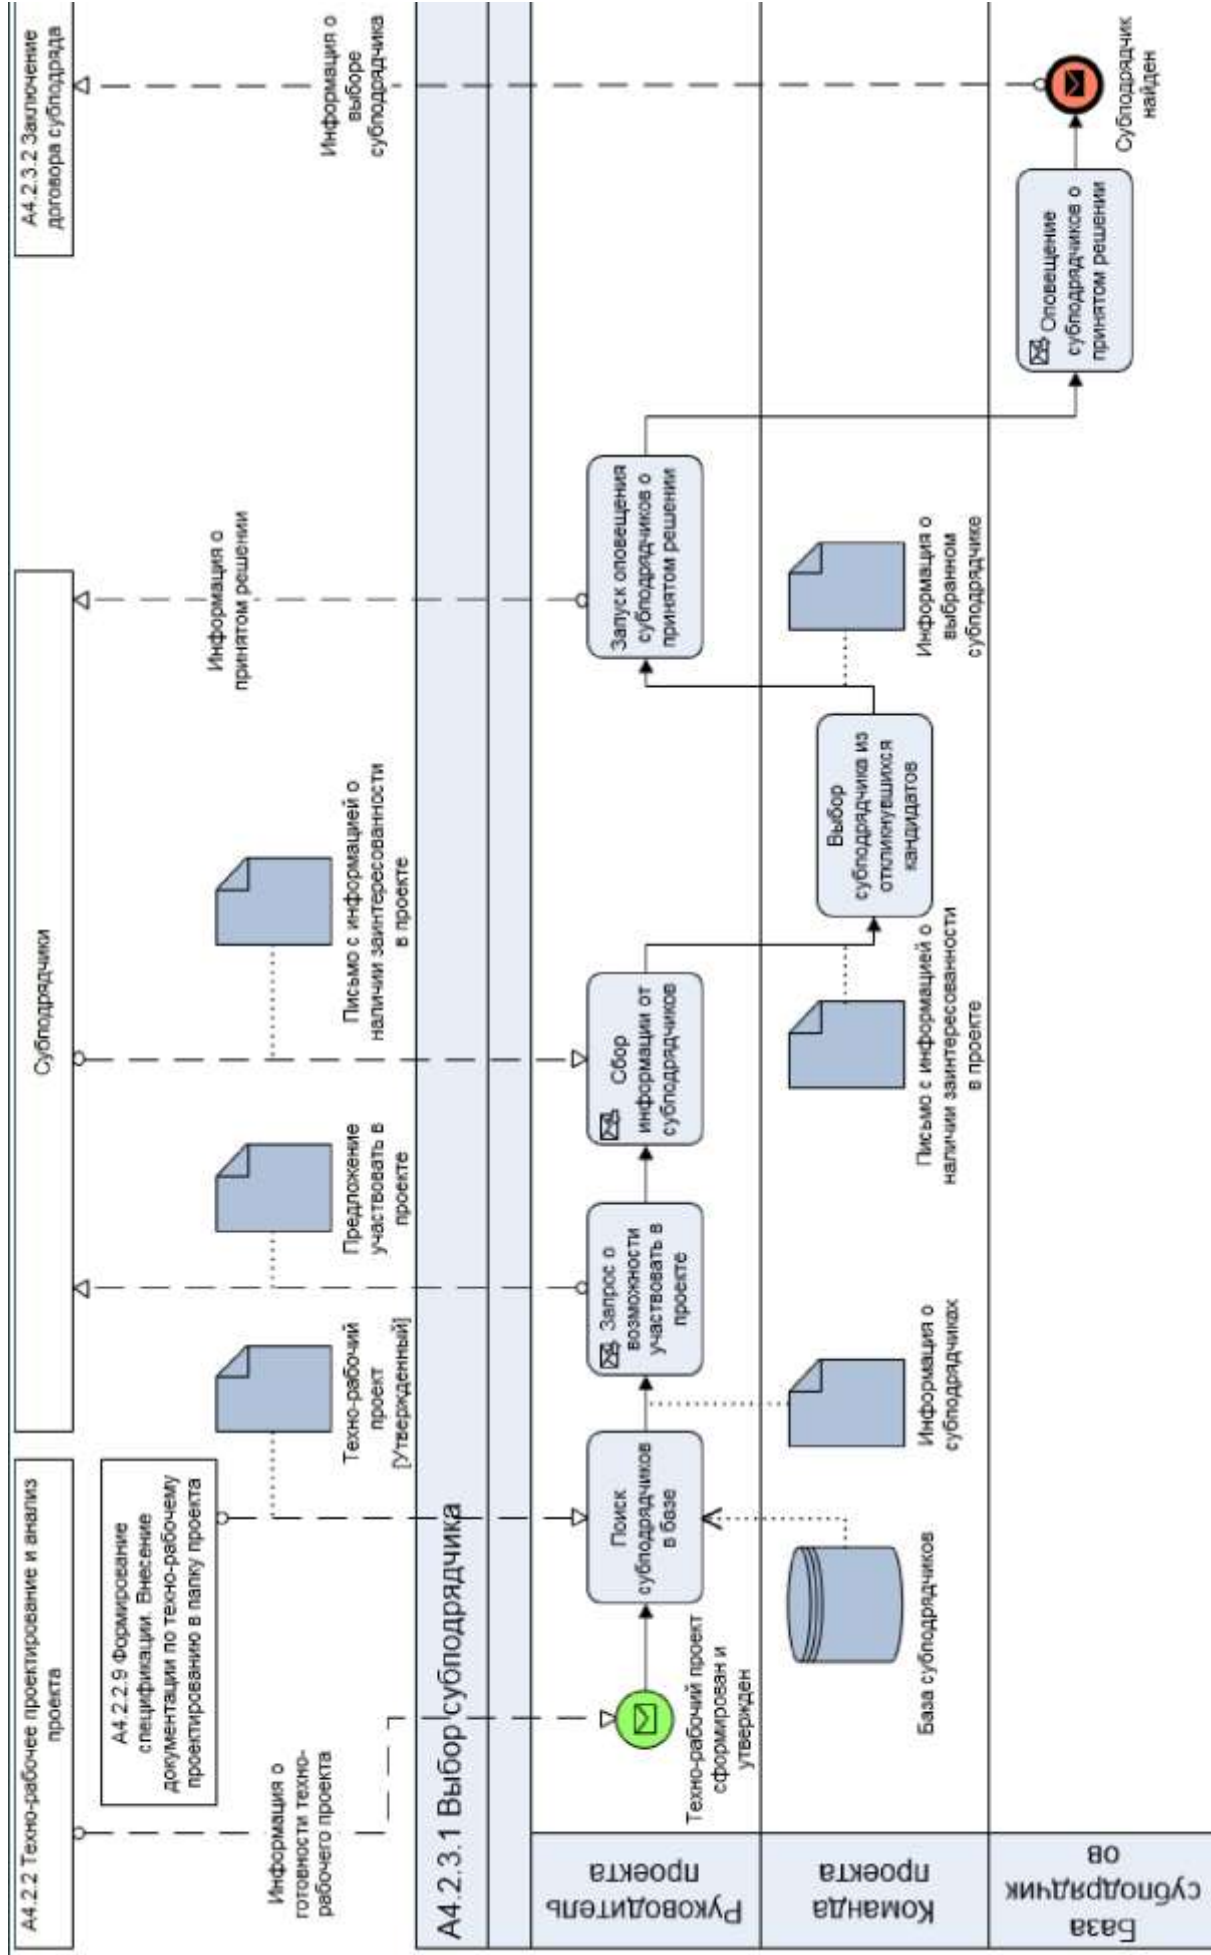 А4.2.2 Техно-рабочее проектирование и анализ
проекта
Субподрядчики
А4.2.3.2 Заключение
договора субподряда
А4.2.2.9 Формирование
спецификации. Внесение
документации по техно-рабочему
проектированию в папку проекта
Информация о
готовности техно-
рабочего проекта
Техно-рабочий
проект
[Утвержденный]
Предложение
участвовать в
проекте
Письмо с информацией о
наличии заинтересованности
в проекте
Информация о
принятом решении
Информация о
выборе
субподрядчика
А4.2.3.1 Выбор субподрядчика
Руководитель
проекта
Техно-рабочий проект
сформирован и
утвержден
Поиск
субподрядчиков
в базе
Запрос о
возможности
участвовать в
проекте
Сбор
информации от
субподрядчиков
Запуск оповещения
субподрядчиков о
принятом решении
Команда
проекта
База субподрядчиков
Информация о
субподрядчиках
Письмо с информацией о
наличии заинтересованности
в проекте
Выбор
субподрядчика из
откликнувшихся
кандидатов
Информация о
выбранном
субподрядчике
База
субподрядчик
ов
Оповещение
субподрядчиков о
принятом решении
Субподрядчик
найден